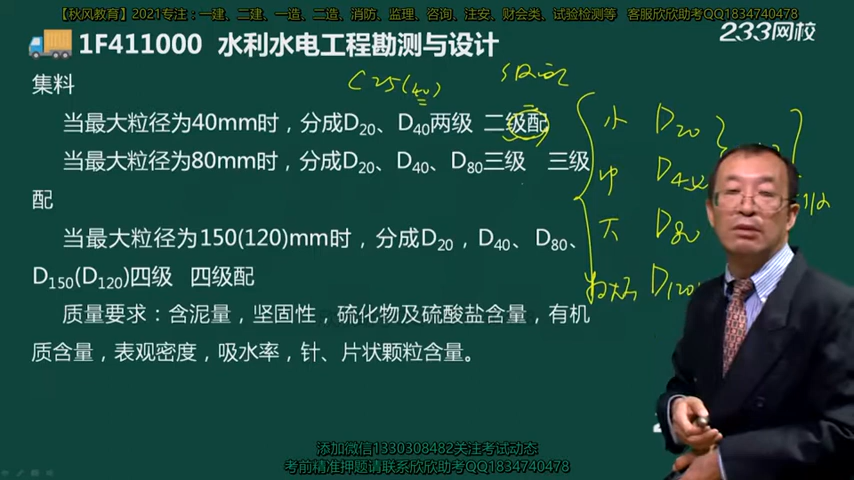 【秋风教育】2021专注：一建、二建、一造、二造、消防、监理、咨询、注安、财会类、试验检测等 客服欣欣助考QQ1834740478
233网校
1F411000 水利水电工程勘测与设计
集料
C25(40)
当最大粒径为40mm时，分成D20、D40两级 二级配
当最大粒径为80mm时，分成D20、D40、D80三级 三级
配
当最大粒径为150(120)mm时，分成D20，D40、D80、
D150(D120)四级 四级配
质量要求：含泥量，坚固性，硫化物及硫酸盐含量，有机
质含量，表观密度，吸水率，针、片状颗粒含量。
小 D20
中 D40
大 D80
D120
添加微信1330308482关注考试动态
考前精准押题请联系欣欣助考QQ1834740478